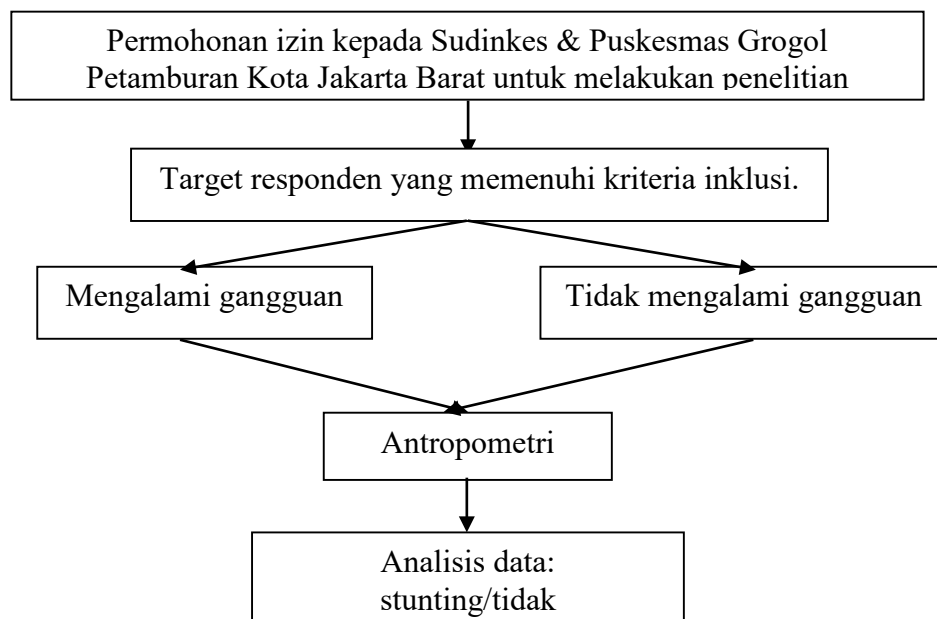 Permohonan izin kepada Sudinkes & Puskesmas Grogol
Petamburan Kota Jakarta Barat untuk melakukan penelitian
Target responden yang memenuhi kriteria inklusi.
Mengalami gangguan
Tidak mengalami gangguan
Antropometri
Analisis data:
stunting/tidak